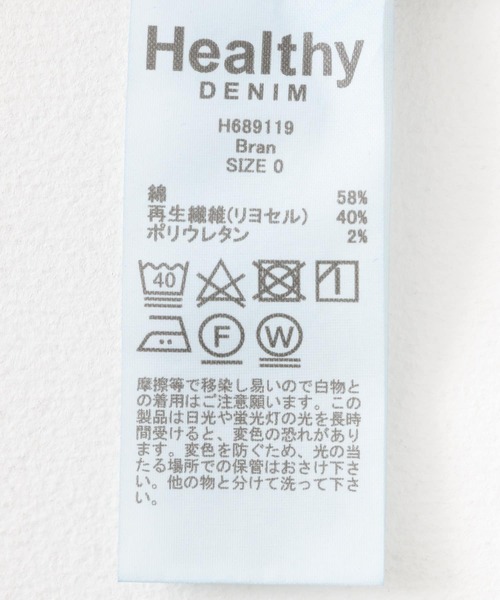 Healthy
DENIM
H689119
Bran
SIZE 0
綿 58%
再生繊維(リヨセル) 40%
ポリウレタン 2%
40
F W
摩擦等で移染し易いので白物と
の着用はご注意願います。この
製品は日光や蛍光灯の光を長時
間受けると、変色の恐れがあり
ます。変色を防ぐため、光の当
たる場所での保管はおさけ下さ
い。他の物と分けて洗って下さ
い。